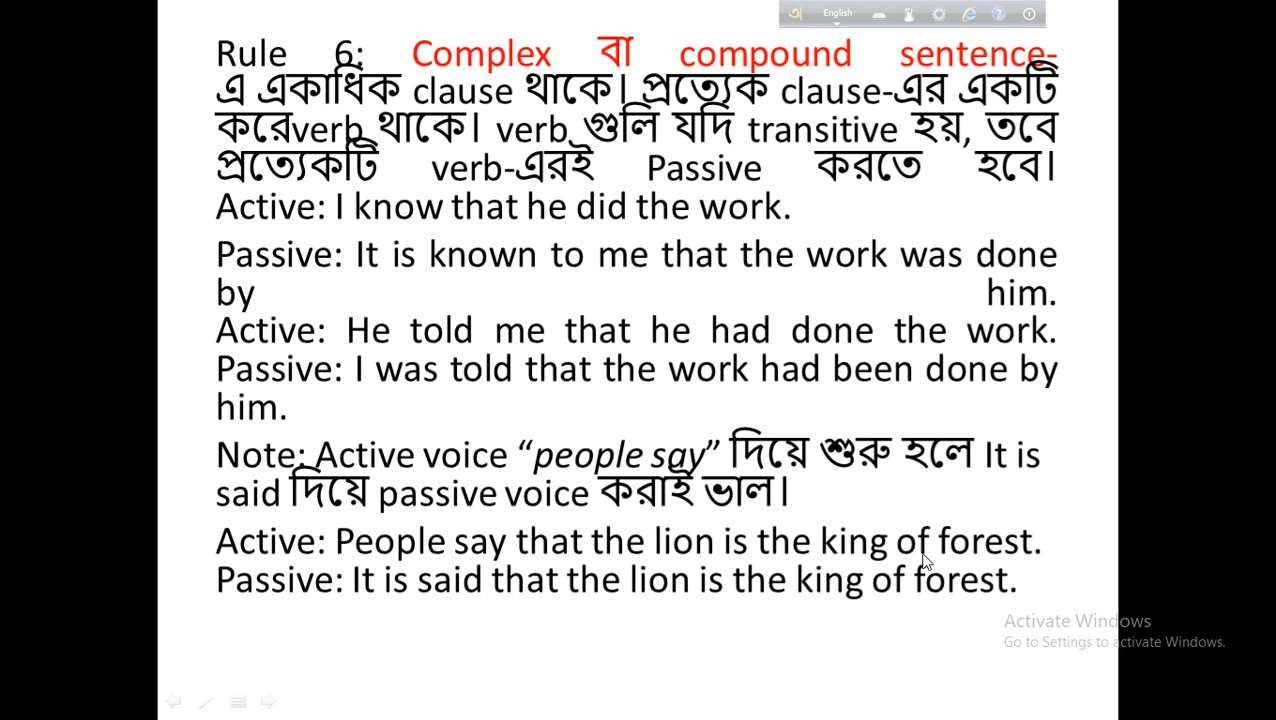 English
Rule 6: Complex বা compound sentence-
এ একাধিক clause থাকে। প্রত্যেক clause-এর একটি
করেverb থাকে। verb গুলি যদি transitive হয়, তবে
প্রত্যেকটি verb-এরই Passive করতে হবে।
Active: I know that he did the work.
Passive: It is known to me that the work was done
by him.
Active: He told me that he had done the work.
Passive: I was told that the work had been done by
him.
Note: Active voice “people say” দিয়ে শুরু হলে It is
said দিয়ে passive voice করাই ভাল।
Active: People say that the lion is the king of forest.
Passive: It is said that the lion is the king of forest.
Activate Windows
Go to Settings to activate Windows.